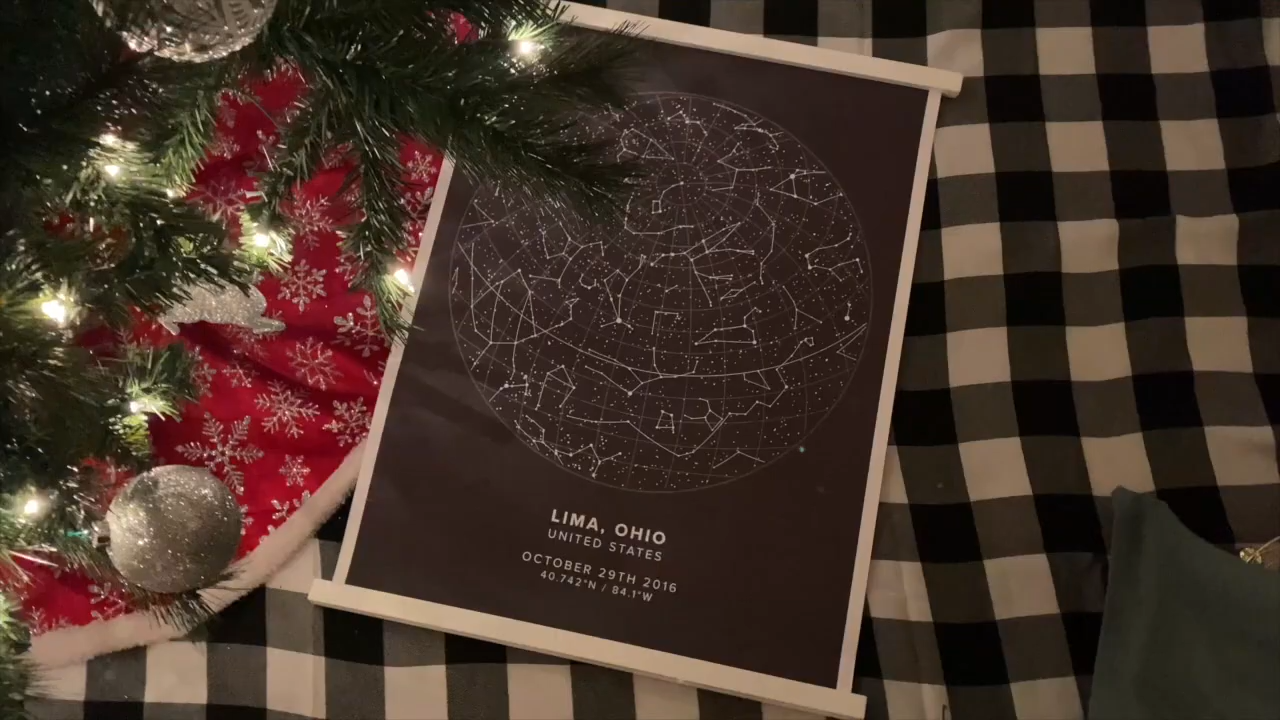 LIMA, OHIO
UNITED STATES
OCTOBER 29TH 2016
40.742°N / 84.1°W